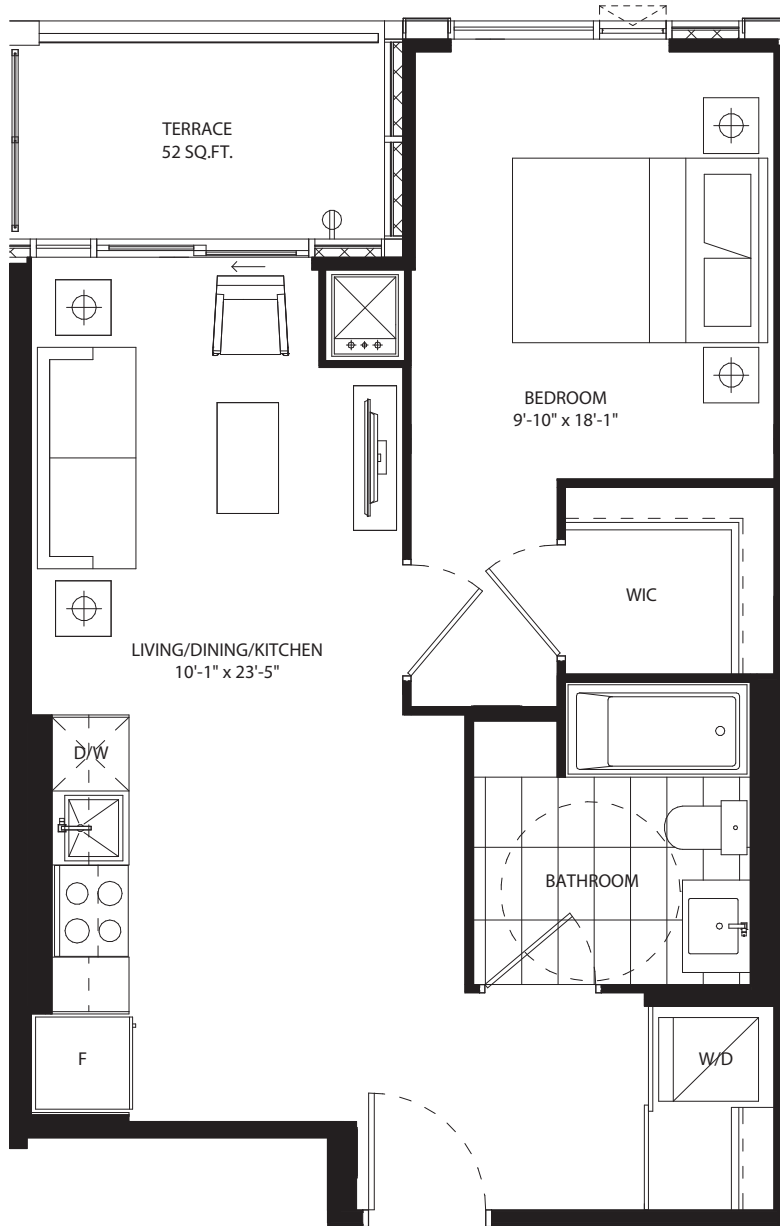 TERRACE
52 SQ.FT.
BEDROOM
9'-10" x 18'-1"
WIC
LIVING/DINING/KITCHEN
10'-1" x 23'-5"
D/W
BATHROOM
F
W/D